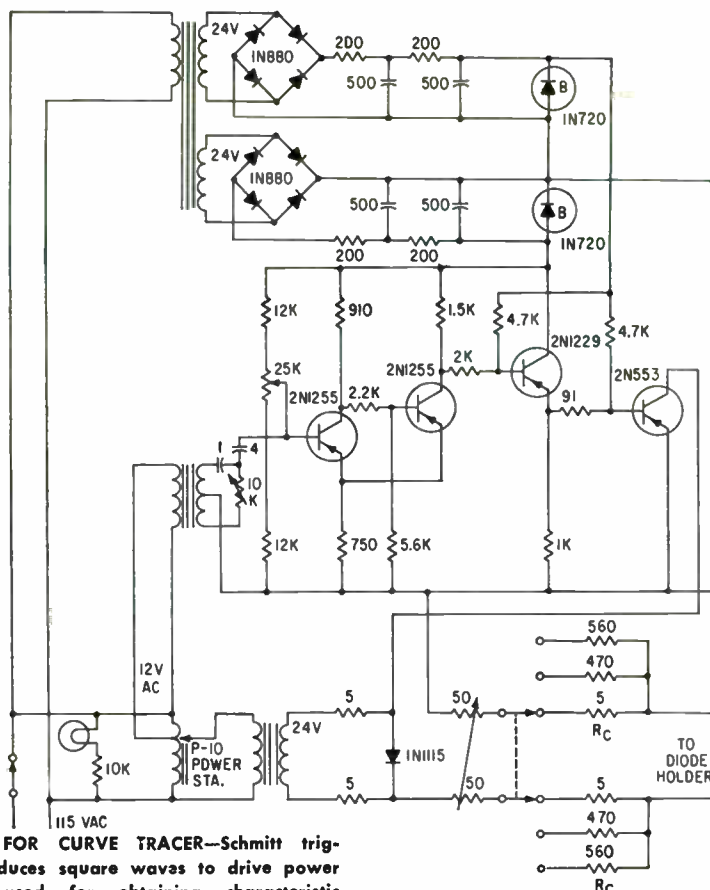 24V
1N880
200
200
500
500
B
1N720
24V
1N880
500
500
B
1N720
200
200
12K
910
1.5K
4.7K
4.7K
2N1229
25K
2N1255
2K
2N553
2N1255
2.2K
91
1
4
10
K
12K
750
5.6K
1K
560
12V
AC
470
50
5
5
24V
RC
P-10
POWER
STA.
1N1115
TO
DIODE
HOLDER
10K
5
50
5
470
115 VAC
560
RC
FOR CURVE TRACER—Schmitt trig-
duces square waves to drive power
used for obtaining characteristic